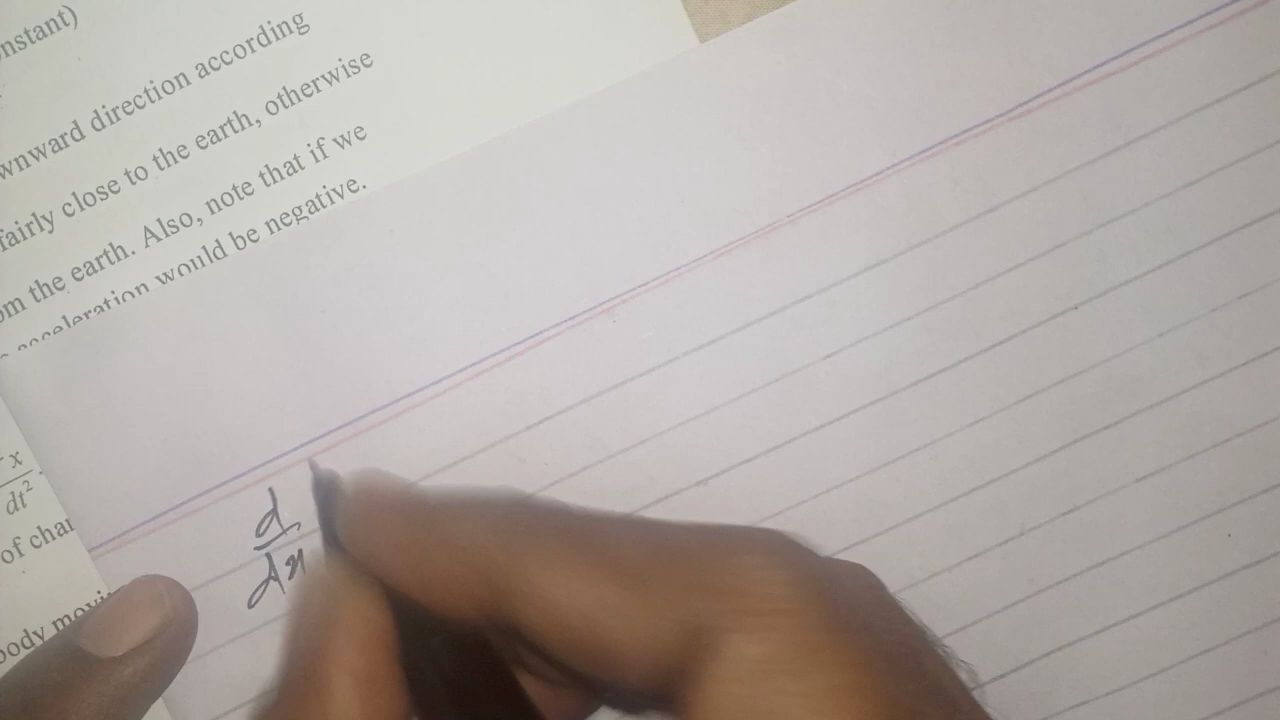 nstant)
wnward direction according
fairly close to the earth, otherwise
om the earth. Also, note that if we
acceleration would be negative.
x
dt²
of char
body movi
d
dx